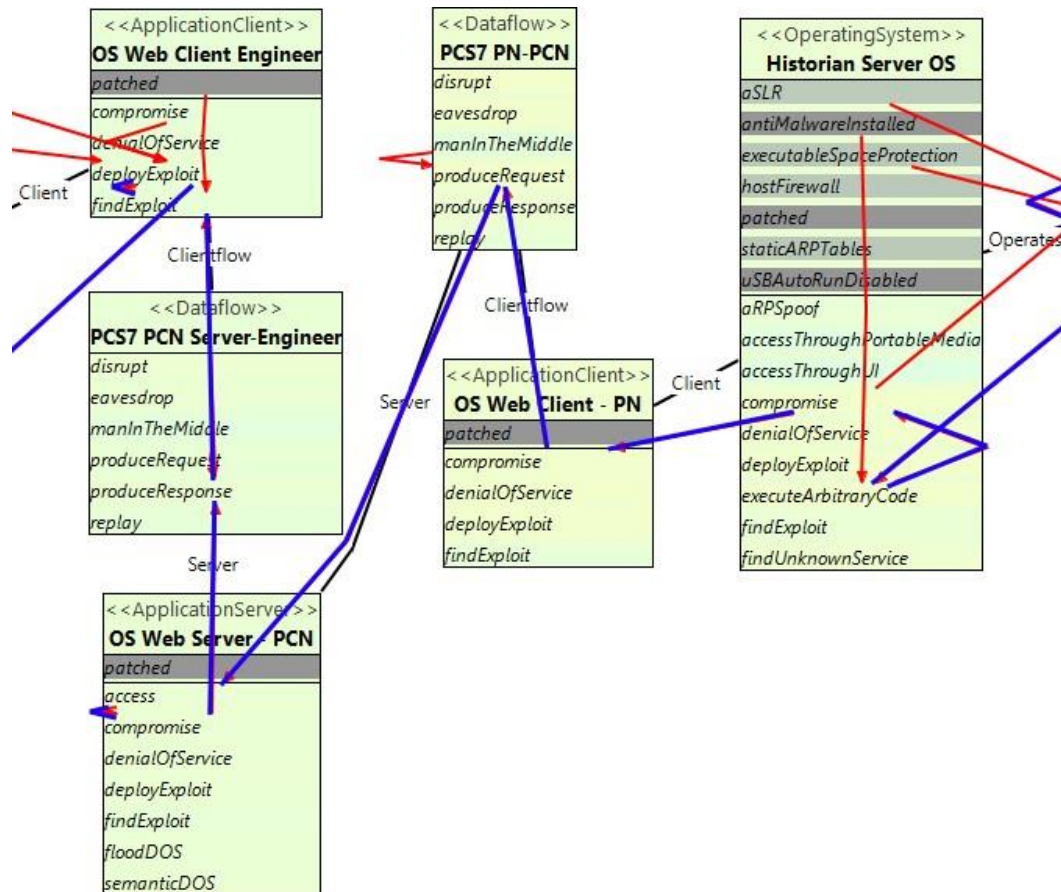 <<ApplicationClient>>
OS Web Client Engineer
patched
compromise
denialOfService
deployExploit
findExploit
Client
Clientflow
<<Dataflow>>
PCS7 PCN Server-Engineer
disrupt
eavesdrop
manInTheMiddle
produceRequest
produceResponse
replay
Server
<<ApplicationServer>>
OS Web Server - PCN
patched
access
compromise
denialOfService
deployExploit
findExploit
floodDOS
semanticDOS
<<Dataflow>>
PCS7 PN-PCN
disrupt
eavesdrop
manInTheMiddle
produceRequest
produceResponse
replay
Clientflow
Server
<<ApplicationClient>>
OS Web Client - PN
patched
compromise
denialOfService
deployExploit
findExploit
Client
<<OperatingSystem>>
Historian Server OS
aSLR
antiMalwareInstalled
executableSpaceProtection
hostFirewall
patched
staticARPTables
uSBAutoRunDisabled
aRPSpoof
accessThroughPortableMedia
accessThroughUI
compromise
denialOfService
deployExploit
executeArbitraryCode
findExploit
findUnknownService
Operates